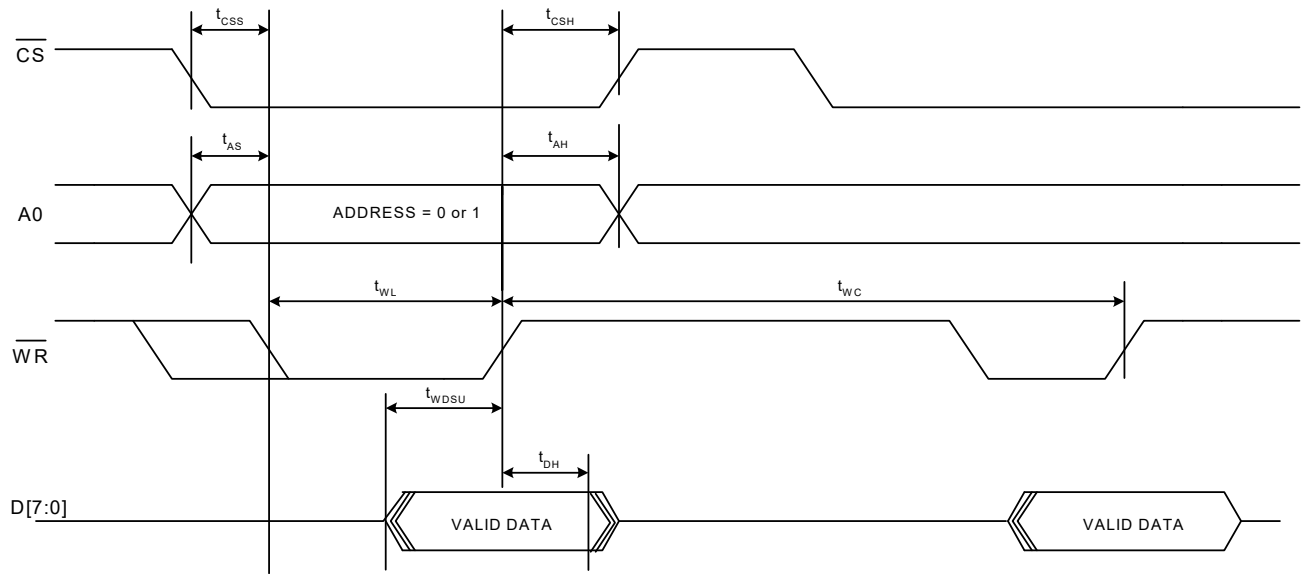 tCSS
tCSH
CS
tAS
tAH
A0
ADDRESS = 0 or 1
tWL
tWC
WR
tWDSU
tDH
D[7:0]
VALID DATA
VALID DATA